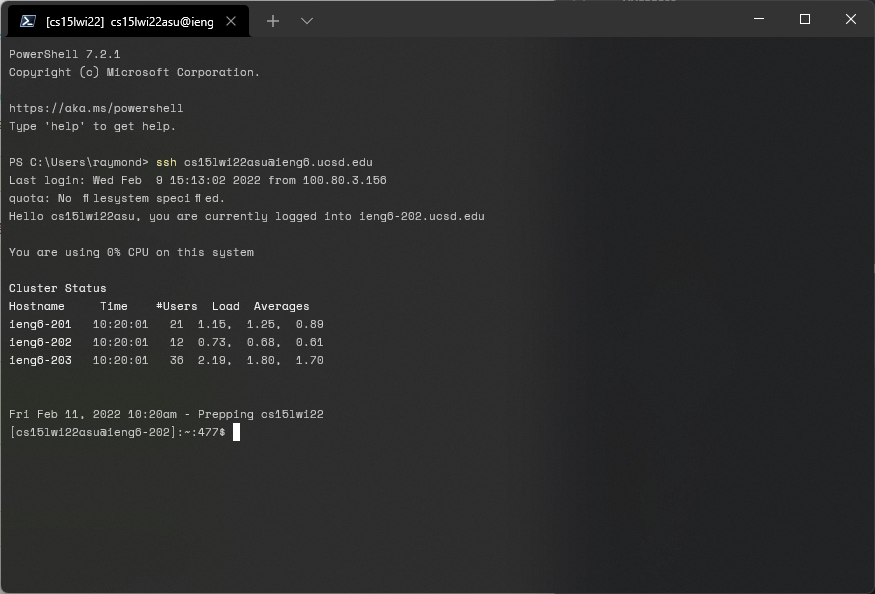 [cs15lwi22] cs15lwi22asu@ieng
PowerShell 7.2.1
Copyright (c) Microsoft Corporation.
https://aka.ms/powershell
Type 'help' to get help.
PS C:\Users\raymond> ssh cs15lwi22asu@ieng6.ucsd.edu
Last login: Wed Feb  9 15:13:02 2022 from 100.80.3.156
quota: No filesystem specified.
Hello cs15lwi22asu, you are currently logged into ieng6-202.ucsd.edu
You are using 0% CPU on this system
Cluster Status
Hostname     Time    #Users  Load  Averages
ieng6-201   10:20:01   21  1.15,  1.25,  0.89
ieng6-202   10:20:01   12  0.73,  0.68,  0.61
ieng6-203   10:20:01   36  2.19,  1.80,  1.70
Fri Feb 11, 2022 10:20am - Prepping cs15lwi22
[cs15lwi22asu@ieng6-202]:~:477$